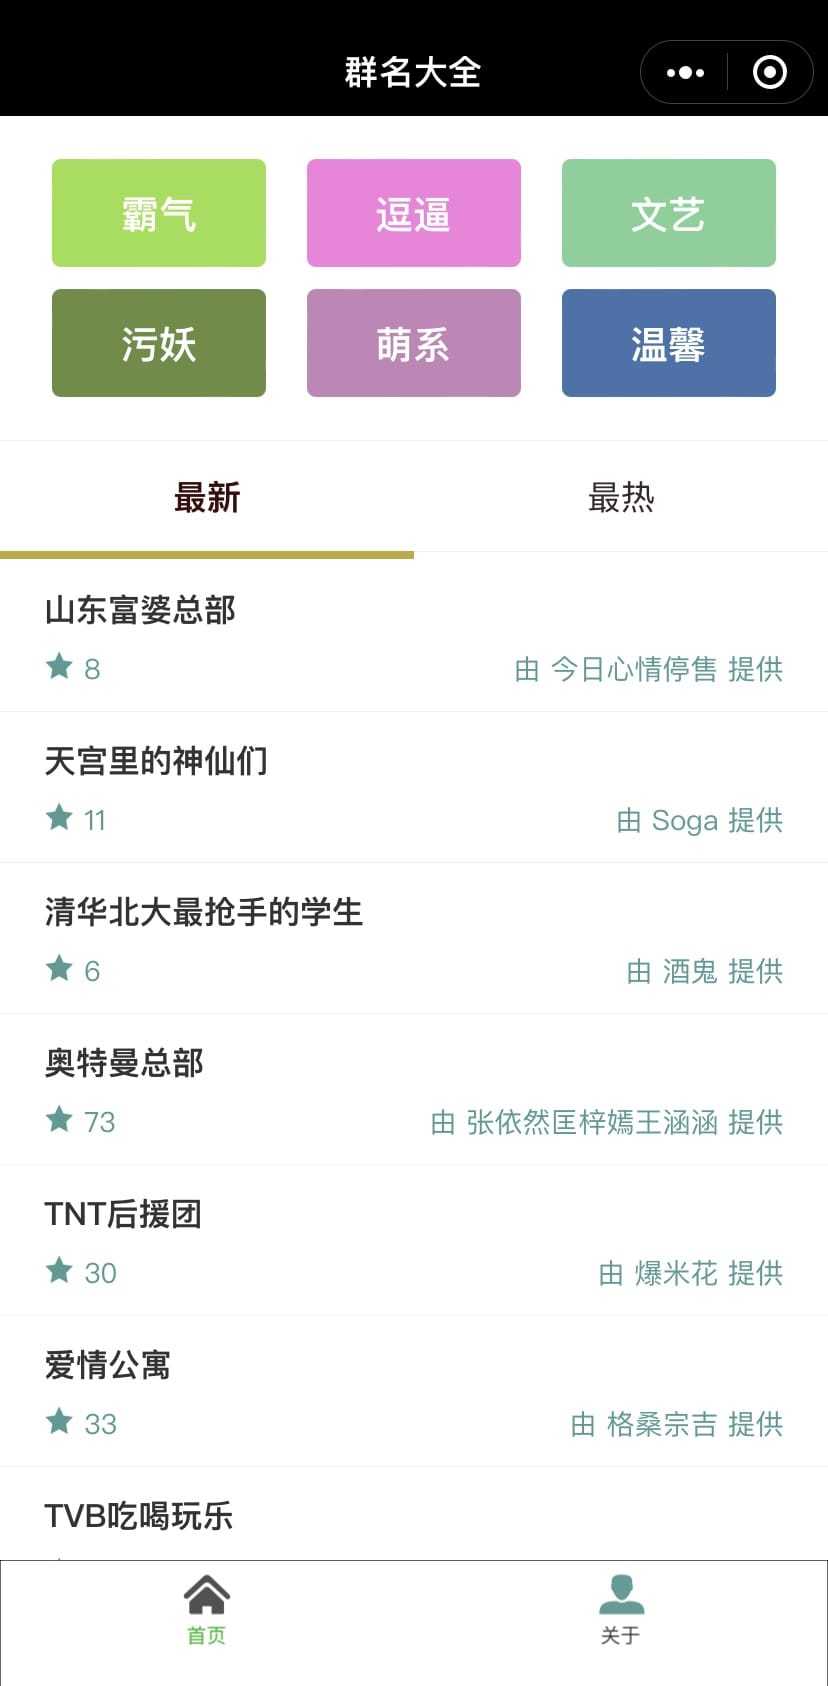 群名大全
霸气 逗逼 文艺
污妖 萌系 温馨
最新 最热
山东富婆总部
8 由 今日心情停售 提供
天宫里的神仙们
11 由 Soga 提供
清华北大最抢手的学生
6 由 酒鬼 提供
奥特曼总部
73 由 张依然匡梓嫣王涵涵 提供
TNT后援团
30 由 爆米花 提供
爱情公寓
33 由 格桑宗吉 提供
TVB吃喝玩乐
首页 关于